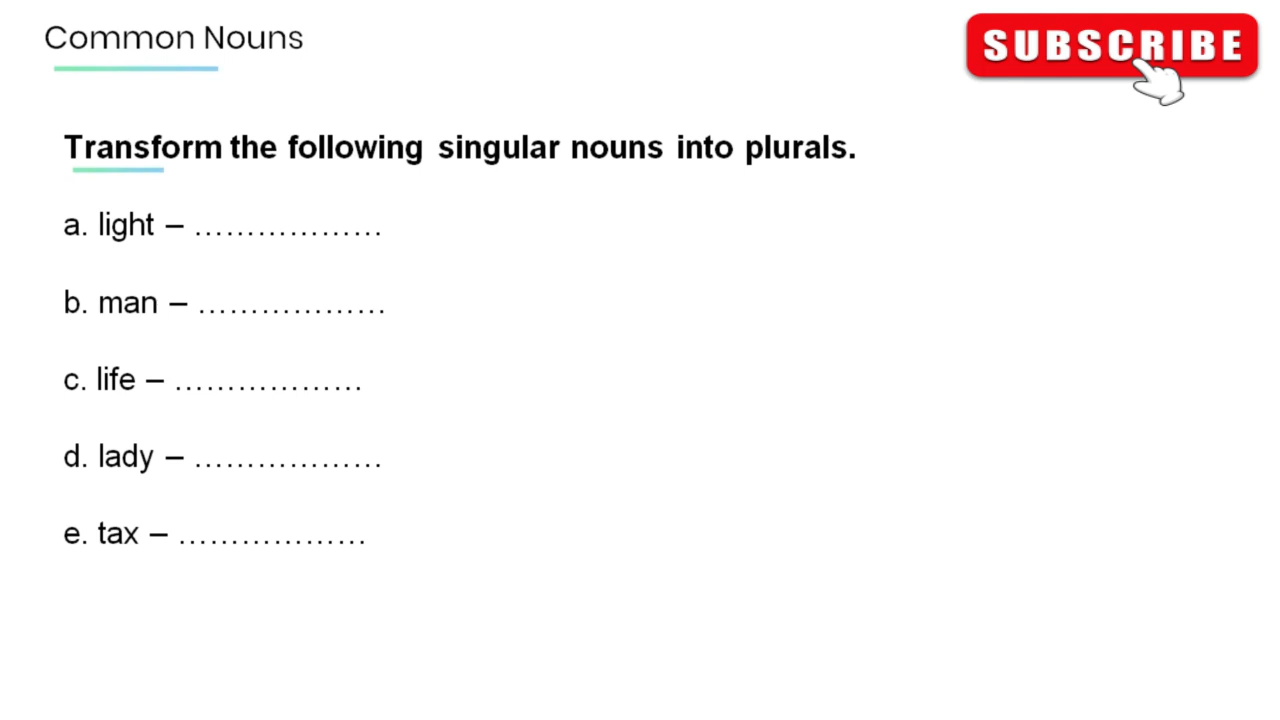 Common Nouns
SUBSCRIBE
Transform the following singular nouns into plurals.
a. light – ………………
b. man – ………………
c. life – ………………
d. lady – ………………
e. tax – ………………